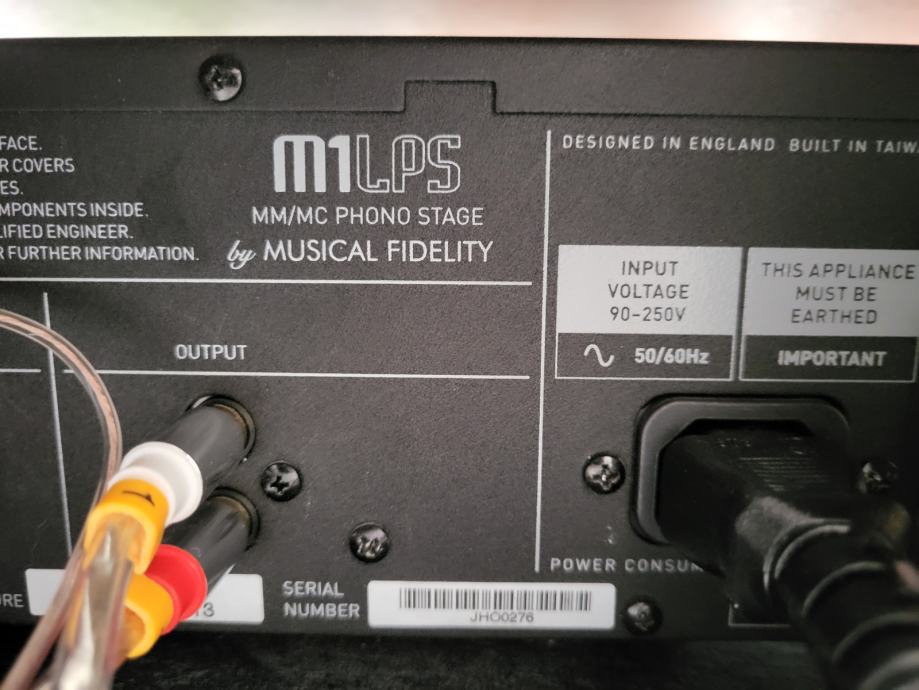 FACE.
R COVERS
ES.
MPONENTS INSIDE.
LIFIED ENGINEER.
R FURTHER INFORMATION.
M1LPS
MM/MC PHONO STAGE
by MUSICAL FIDELITY
DESIGNED IN ENGLAND BUILT IN TAIW
INPUT
VOLTAGE
90-250V
50/60Hz
THIS APPLIANCE
MUST BE
EARTHED
IMPORTANT
OUTPUT
POWER CONSUM
SERIAL
NUMBER
JHO0276